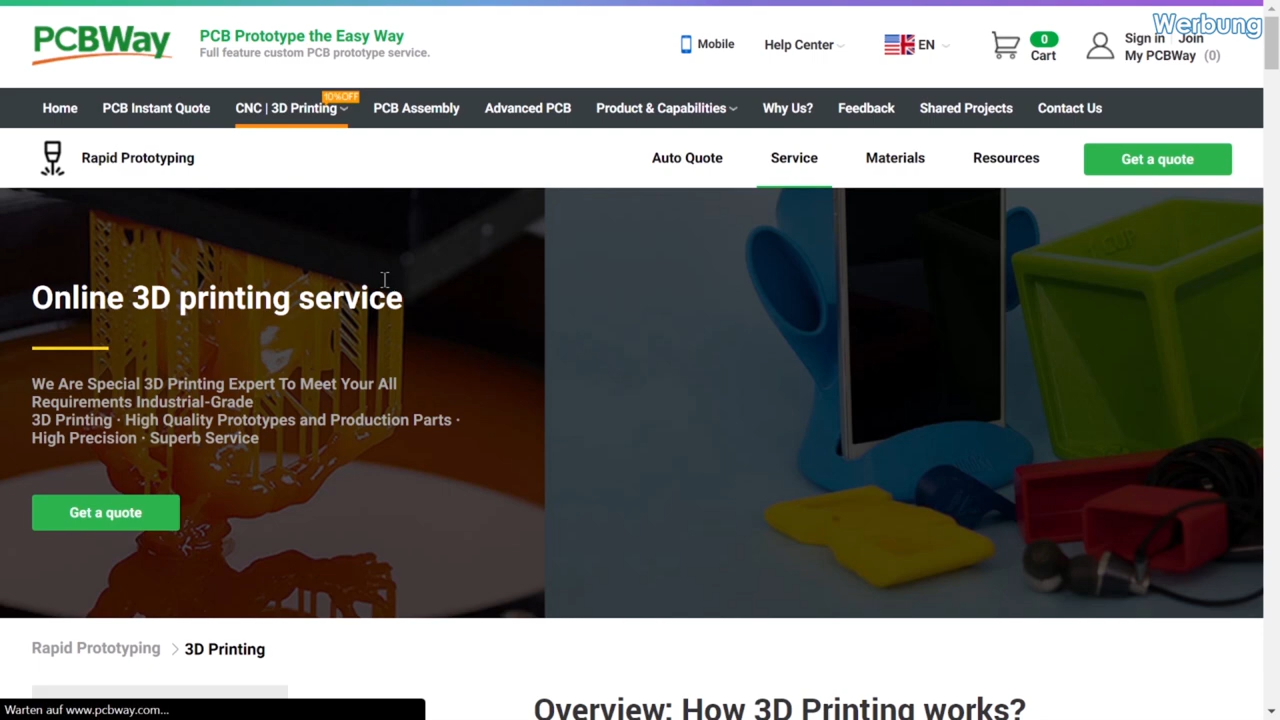 Werbung
PCBWay
PCB Prototype the Easy Way
Full feature custom PCB prototype service.
Mobile
Help Center
EN
0
Cart
Sign in | Join
My PCBWay (0)
Home
PCB Instant Quote
CNC | 3D Printing
10%OFF
PCB Assembly
Advanced PCB
Product & Capabilities
Why Us?
Feedback
Shared Projects
Contact Us
Rapid Prototyping
Auto Quote
Service
Materials
Resources
Get a quote
Online 3D printing service
We Are Special 3D Printing Expert To Meet Your All
Requirements Industrial-Grade
3D Printing · High Quality Prototypes and Production Parts ·
High Precision · Superb Service
Get a quote
1 CUP
Rapid Prototyping > 3D Printing
Overview: How 3D Printing works?
Warten auf www.pcbway.com...